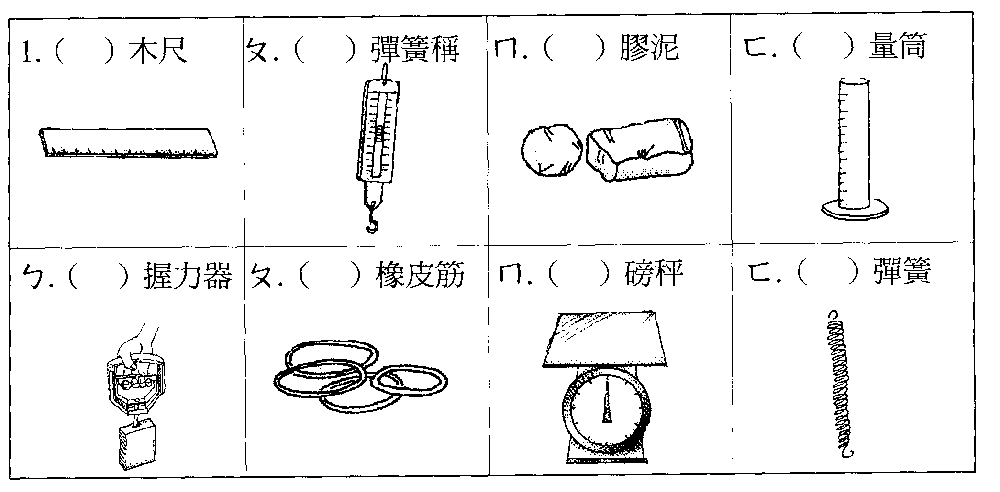 1.(　)木尺
ㄆ.(　)彈簧稱
ㄇ.(　)膠泥
ㄈ.(　)量筒
ㄅ.(　)握力器
ㄆ.(　)橡皮筋
ㄇ.(　)磅秤
ㄈ.(　)彈簧